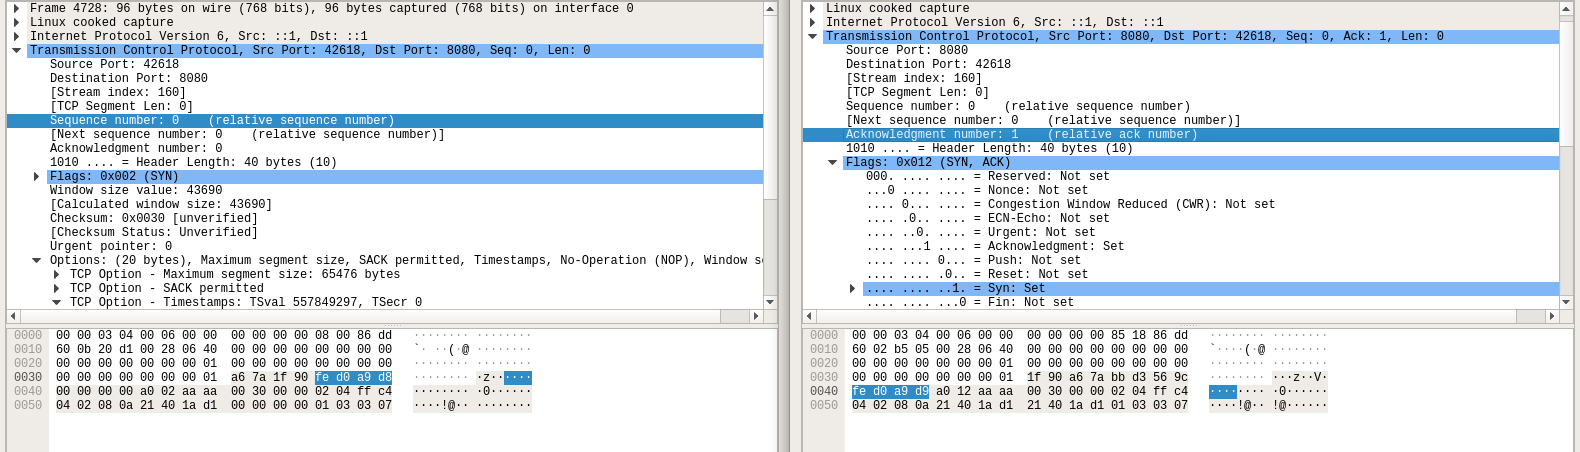 Frame 4728: 96 bytes on wire (768 bits), 96 bytes captured (768 bits) on interface 0
Linux cooked capture
Internet Protocol Version 6, Src: ::1, Dst: ::1
Transmission Control Protocol, Src Port: 42618, Dst Port: 8080, Seq: 0, Len: 0
Source Port: 42618
Destination Port: 8080
[Stream index: 160]
[TCP Segment Len: 0]
Sequence number: 0    (relative sequence number)
[Next sequence number: 0    (relative sequence number)]
Acknowledgment number: 0
1010 .... = Header Length: 40 bytes (10)
Flags: 0x002 (SYN)
Window size value: 43690
[Calculated window size: 43690]
Checksum: 0x0030 [unverified]
[Checksum Status: Unverified]
Urgent pointer: 0
Options: (20 bytes), Maximum segment size, SACK permitted, Timestamps, No-Operation (NOP), Window s
TCP Option - Maximum segment size: 65476 bytes
TCP Option - SACK permitted
TCP Option - Timestamps: TSval 557849297, TSecr 0
0000 00 00 03 04 00 06 00 00 00 00 00 00 08 00 86 dd ········ ········
0010 60 0b 20 d1 00 28 06 40 00 00 00 00 00 00 00 00 `· ··(·@ ········
0020 00 00 00 00 00 00 00 01 00 00 00 00 00 00 00 00 ········ ········
0030 00 00 00 00 00 00 00 01 a6 7a 1f 90 fe d0 a9 d8 ········ ·z······
0040 00 00 00 00 a0 02 aa aa 00 30 00 00 02 04 ff c4 ········ ·0······
0050 04 02 08 0a 21 40 1a d1 00 00 00 00 01 03 03 07 ····!@·· ········
Linux cooked capture
Internet Protocol Version 6, Src: ::1, Dst: ::1
Transmission Control Protocol, Src Port: 8080, Dst Port: 42618, Seq: 0, Ack: 1, Len: 0
Source Port: 8080
Destination Port: 42618
[Stream index: 160]
[TCP Segment Len: 0]
Sequence number: 0    (relative sequence number)
[Next sequence number: 0    (relative sequence number)]
Acknowledgment number: 1    (relative ack number)
1010 .... = Header Length: 40 bytes (10)
Flags: 0x012 (SYN, ACK)
000. .... .... = Reserved: Not set
...0 .... .... = Nonce: Not set
.... 0... .... = Congestion Window Reduced (CWR): Not set
.... .0.. .... = ECN-Echo: Not set
.... ..0. .... = Urgent: Not set
.... ...1 .... = Acknowledgment: Set
.... .... 0... = Push: Not set
.... .... .0.. = Reset: Not set
.... .... ..1. = Syn: Set
.... .... ...0 = Fin: Not set
0000 00 00 03 04 00 06 00 00 00 00 00 00 85 18 86 dd ········ ········
0010 60 02 b5 05 00 28 06 40 00 00 00 00 00 00 00 00 `····(·@ ········
0020 00 00 00 00 00 00 00 01 00 00 00 00 00 00 00 00 ········ ········
0030 00 00 00 00 00 00 00 01 1f 90 a6 7a bb d3 56 9c ········ ···z··V·
0040 fe d0 a9 d9 a0 12 aa aa 00 30 00 00 02 04 ff c4 ········ ·0······
0050 04 02 08 0a 21 40 1a d1 21 40 1a d1 01 03 03 07 ····!@·· !@······